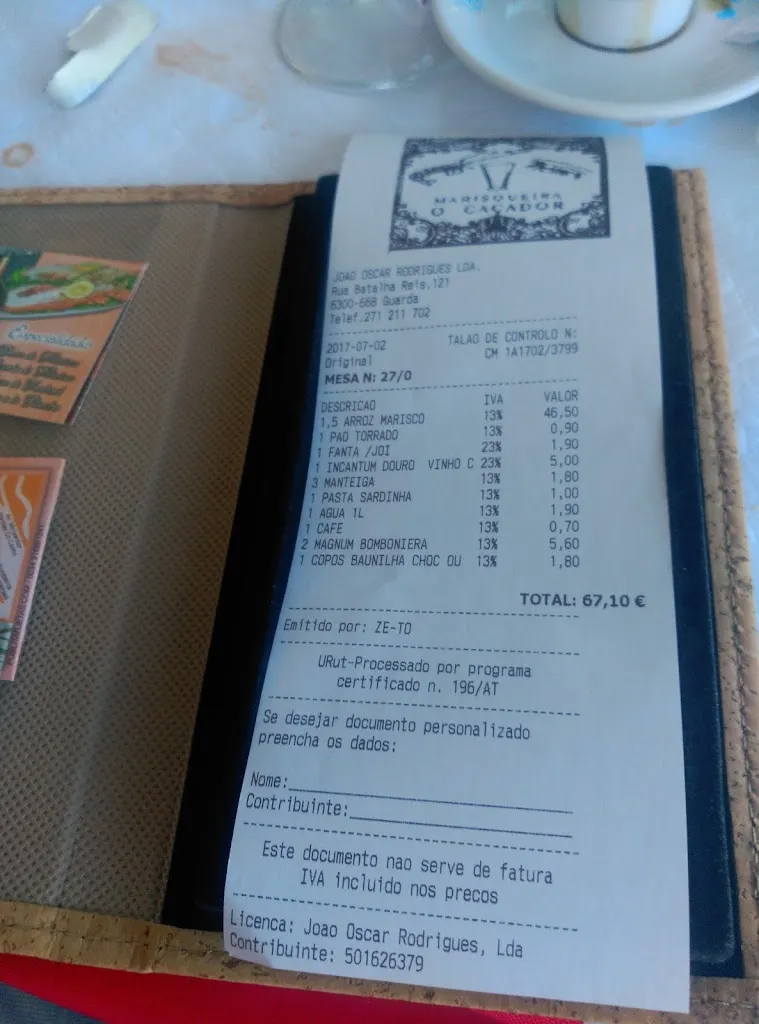 MARISQUEIRA
O CAÇADOR
JOAO OSCAR RODRIGUES LDA.
Rua Batalha Reis,121
6300-668 Guarda
Telef.271 211 702
2017-07-02 TALAO DE CONTROLO N:
Original CM 1A1702/3799
MESA N: 27/0
DESCRICAO IVA VALOR
1,5 ARROZ MARISCO 13% 46,50
1 PAO TORRADO 13% 0,90
1 FANTA /JOI 23% 1,90
1 INCANTUM DOURO VINHO C 23% 5,00
3 MANTEIGA 13% 1,80
1 PASTA SARDINHA 13% 1,00
1 AGUA 1L 13% 1,90
1 CAFE 13% 0,70
2 MAGNUM BOMBONIERA 13% 5,60
1 COPOS BAUNILHA CHOC OU 13% 1,80
TOTAL: 67,10 €
Emitido por: ZE-TO
URut-Processado por programa
certificado n. 196/AT
Se desejar documento personalizado
preencha os dados:
Nome:
Contribuinte:
Este documento nao serve de fatura
IVA incluido nos precos
Licenca: Joao Oscar Rodrigues, Lda
Contribuinte: 501626379
Especialidades